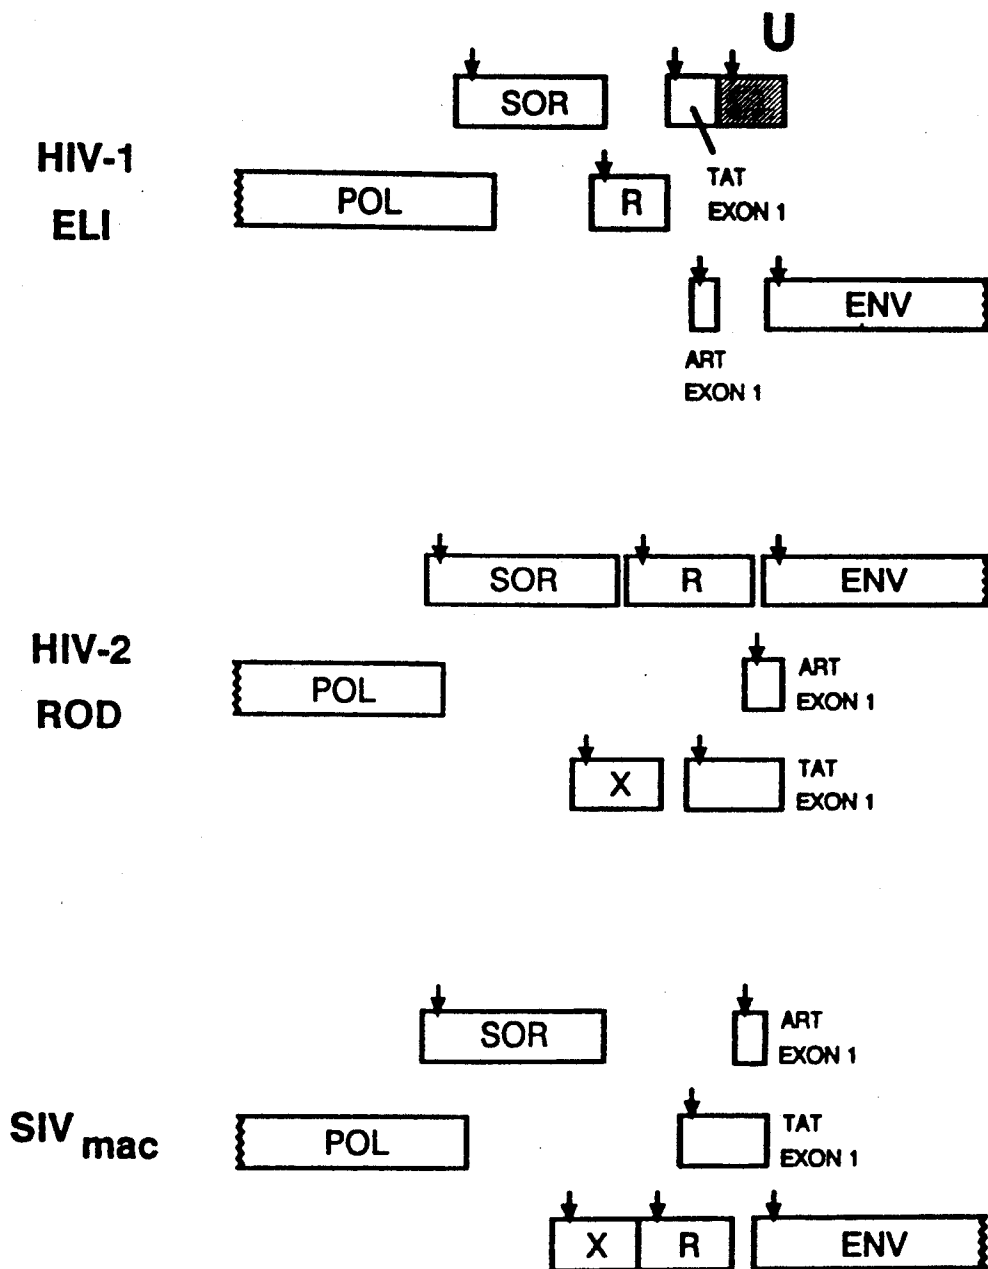 U
SOR
HIV-1
ELI
POL
R
TAT
EXON 1
ENV
ART
EXON 1
SOR
R
ENV
HIV-2
ROD
POL
ART
EXON 1
X
TAT
EXON 1
SOR
ART
EXON 1
SIV mac
POL
TAT
EXON 1
X
R
ENV